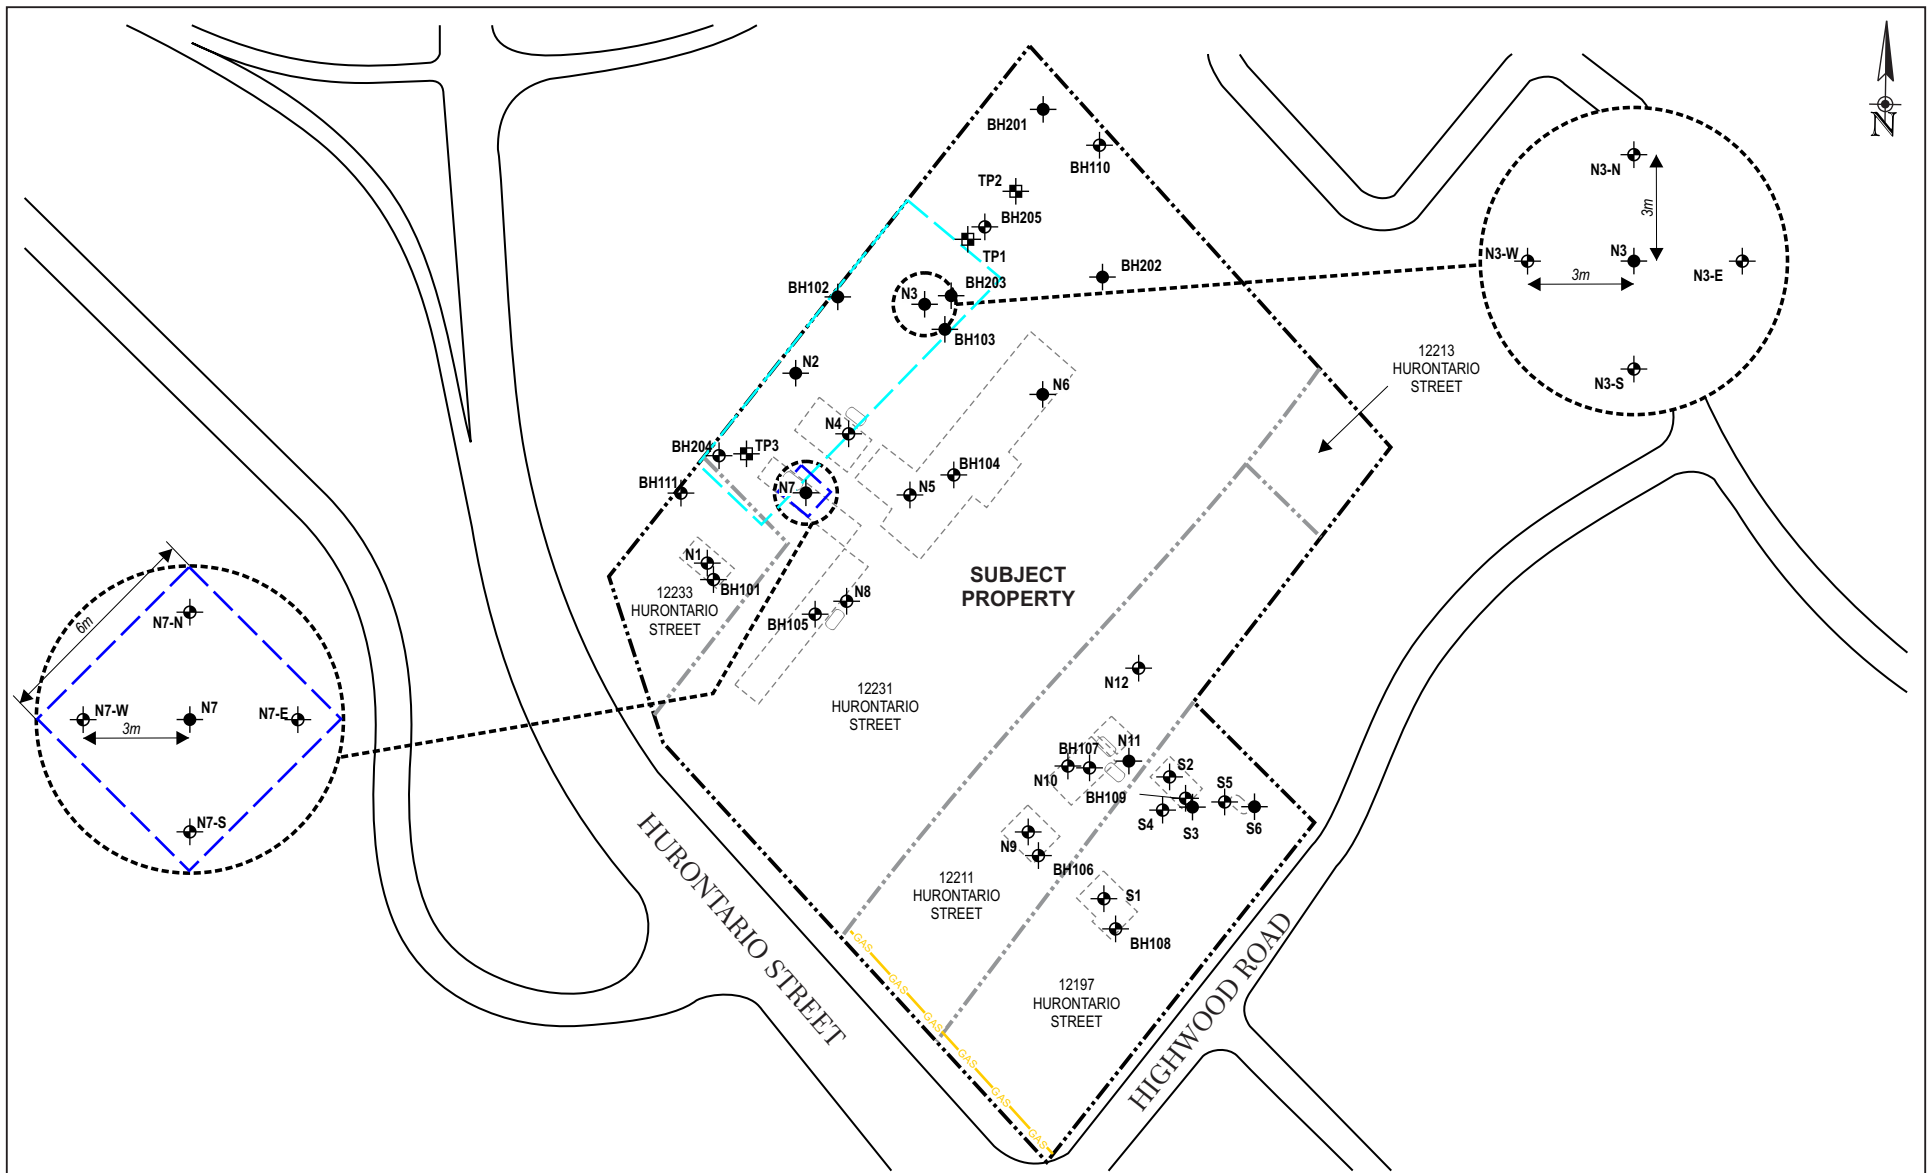 N
BH201
BH110
TP2
BH205
TP1
BH202
BH102
N3
BH203
BH103
N3-N
3m
N3-W
N3
N3-E
3m
N3-S
12213
HURONTARIO
STREET
N2
N6
N4
BH204
TP3
BH104
BH111
N7
N5
N1
BH101
12233
HURONTARIO
STREET
N8
BH105
SUBJECT
PROPERTY
6m
N7-N
N7-W
N7
N7-E
3m
N7-S
12231
HURONTARIO
STREET
N12
BH107
N11
N10
S2
BH109
S5
S4
S3
S6
N9
BH106
12211
HURONTARIO
STREET
S1
BH108
12197
HURONTARIO
STREET
GAS
GAS
GAS
GAS
GAS
GAS
HURONTARIO STREET
HIGHWOOD ROAD